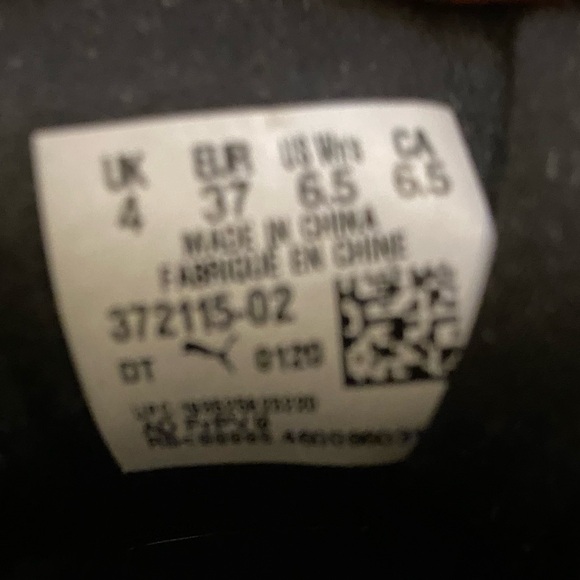 UK EUR US Wns CA
4 37 6.5 6.5
MADE IN CHINA
FABRIQUE EN CHINE
372115-02
DT 0120